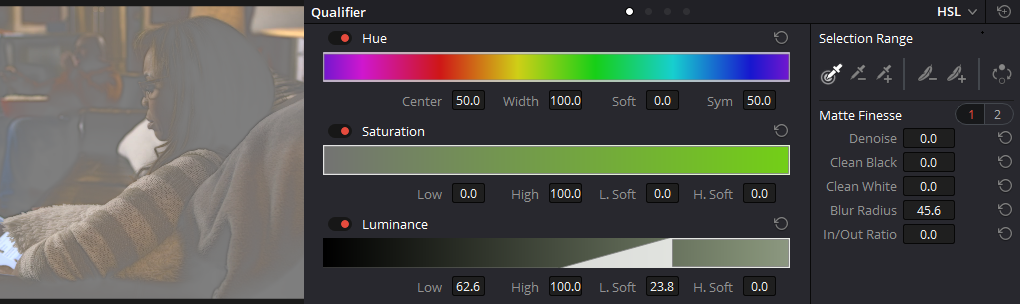 Qualifier
HSL
Hue
Center 50.0 Width 100.0 Soft 0.0 Sym 50.0
Saturation
Low 0.0 High 100.0 L. Soft 0.0 H. Soft 0.0
Luminance
Low 62.6 High 100.0 L. Soft 23.8 H. Soft 0.0
Selection Range
Matte Finesse 1 2
Denoise 0.0
Clean Black 0.0
Clean White 0.0
Blur Radius 45.6
In/Out Ratio 0.0